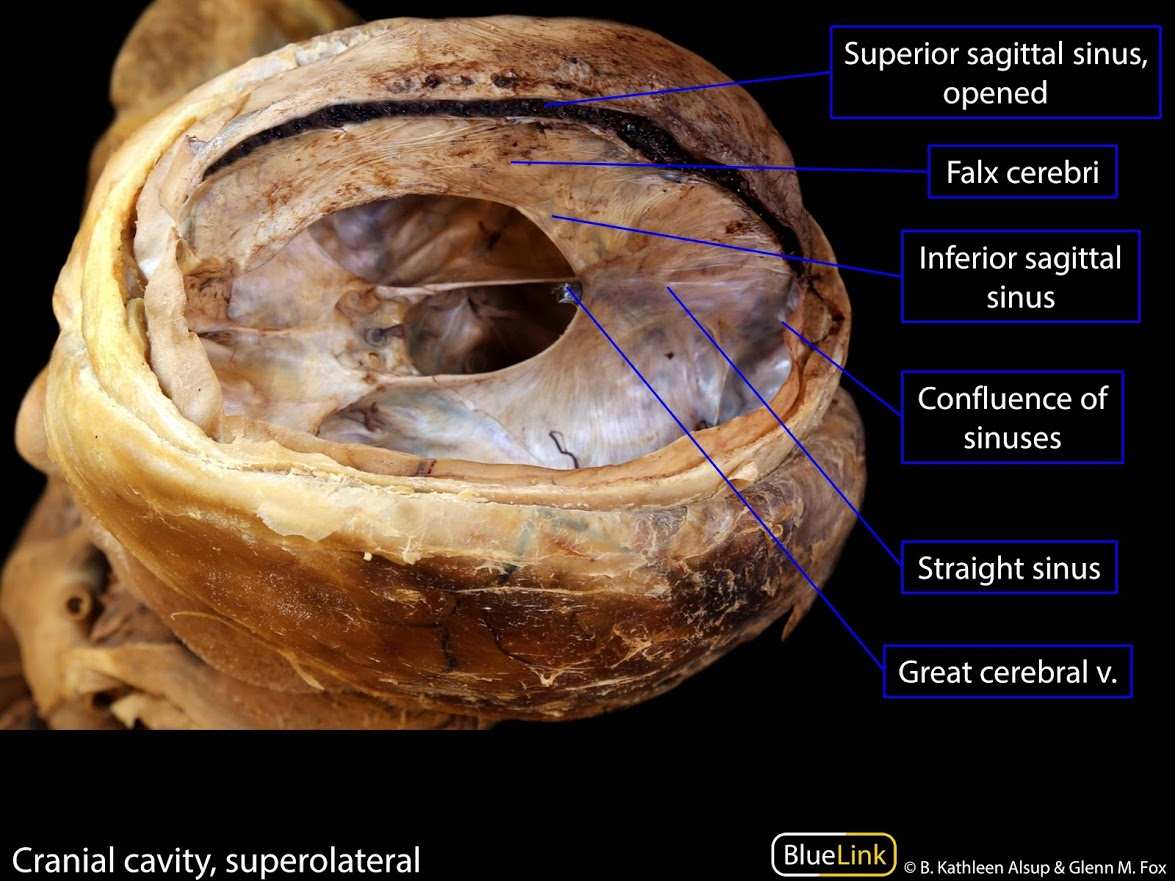 Superior sagittal sinus,
opened
Falx cerebri
Inferior sagittal
sinus
Confluence of
sinuses
Straight sinus
Great cerebral v.
Cranial cavity, superolateral
BlueLink
© B. Kathleen Alsup & Glenn M. Fox